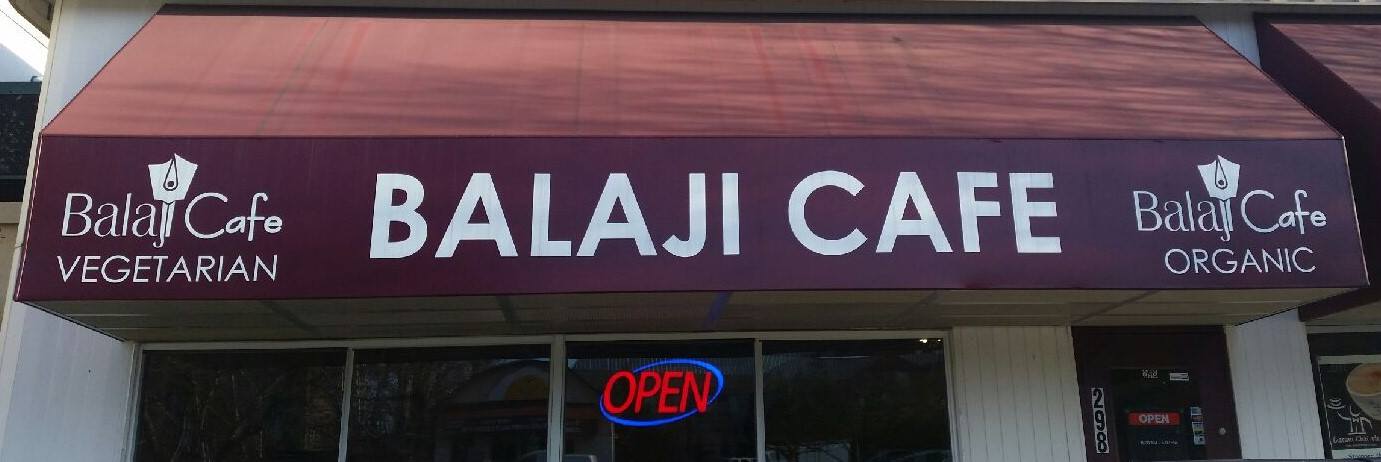 Balaji Cafe
VEGETARIAN
BALAJI CAFE
Balaji Cafe
ORGANIC
OPEN
298
OPEN